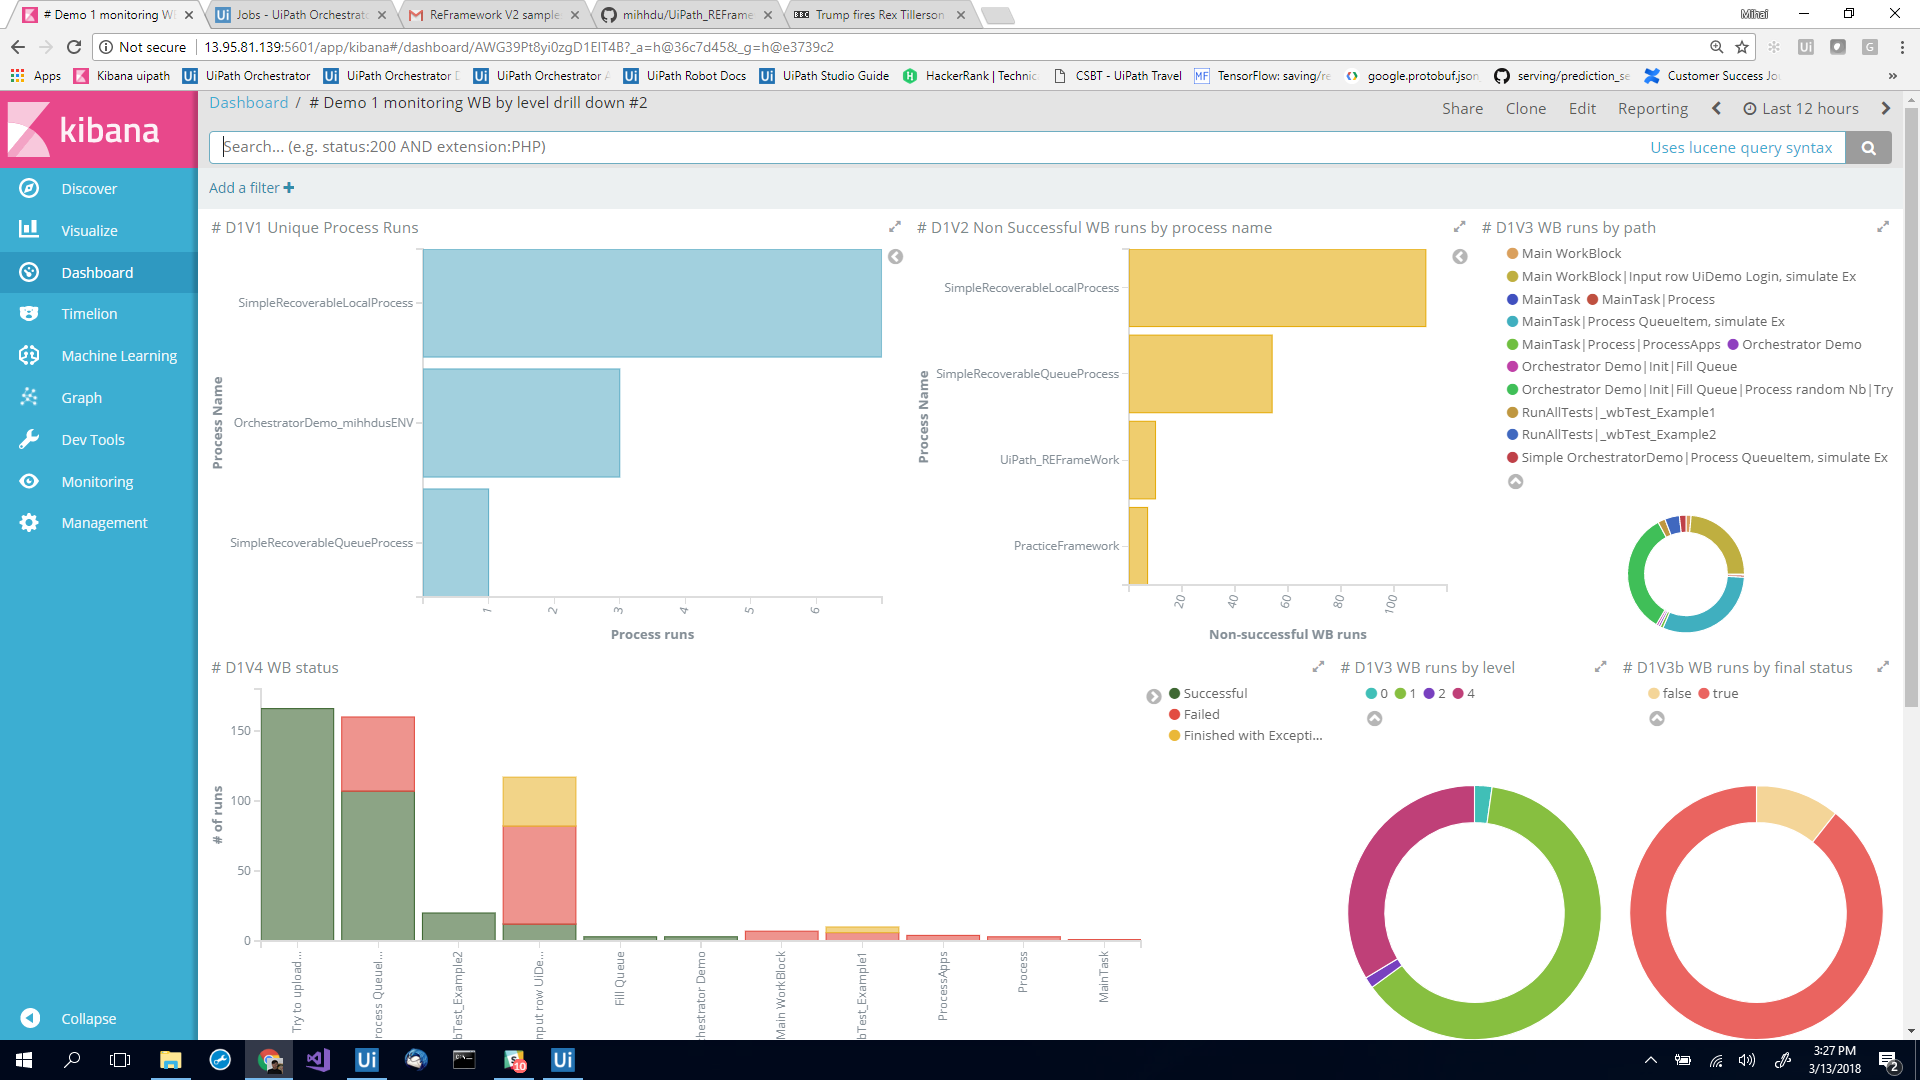 # Demo 1 monitoring W
Jobs - UiPath Orchestrato
ReFramework V2 sample
mihhdu/UiPath_REFrame
BBC Trump fires Rex Tillerson
Mihai
Not secure 13.95.81.139:5601/app/kibana#/dashboard/AWG39Pt8yi0zgD1EIT4B?_a=h@36c7d45&_g=h@e3739c2
Apps Kibana uipath UiPath Orchestrator UiPath Orchestrator D UiPath Orchestrator A UiPath Robot Docs UiPath Studio Guide HackerRank | Technic CSBT - UiPath Travel TensorFlow: saving/re google.protobuf.json serving/prediction_se Customer Success Jou »
kibana
Discover
Visualize
Dashboard
Timelion
Machine Learning
Graph
Dev Tools
Monitoring
Management
Collapse
Dashboard / # Demo 1 monitoring WB by level drill down #2
Share Clone Edit Reporting Last 12 hours
Search... (e.g. status:200 AND extension:PHP)
Uses lucene query syntax
Add a filter +
# D1V1 Unique Process Runs
Process Name
SimpleRecoverableLocalProcess
OrchestratorDemo_mihhdusENV
SimpleRecoverableQueueProcess
1 2 3 4 5 6
Process runs
# D1V2 Non Successful WB runs by process name
Process Name
SimpleRecoverableLocalProcess
SimpleRecoverableQueueProcess
UiPath_REFrameWork
PracticeFramework
20 40 60 80 100
Non-successful WB runs
# D1V3 WB runs by path
Main WorkBlock
Main WorkBlock|Input row UiDemo Login, simulate Ex
MainTask MainTask|Process
MainTask|Process QueueItem, simulate Ex
MainTask|Process|ProcessApps Orchestrator Demo
Orchestrator Demo|Init|Fill Queue
Orchestrator Demo|Init|Fill Queue|Process random Nb|Try
RunAllTests|_wbTest_Example1
RunAllTests|_wbTest_Example2
Simple OrchestratorDemo|Process QueueItem, simulate Ex
# D1V4 WB status
# of runs
150
100
50
0
Try to upload...
rocess QueueI...
bTest_Example2
nput row UiDe...
Fill Queue
chestrator Demo
Main WorkBlock
bTest_Example1
ProcessApps
Process
MainTask
Successful
Failed
Finished with Excepti...
# D1V3 WB runs by level
0 1 2 4
# D1V3b WB runs by final status
false true
Ui
10
Ui
3:27 PM
3/13/2018
2